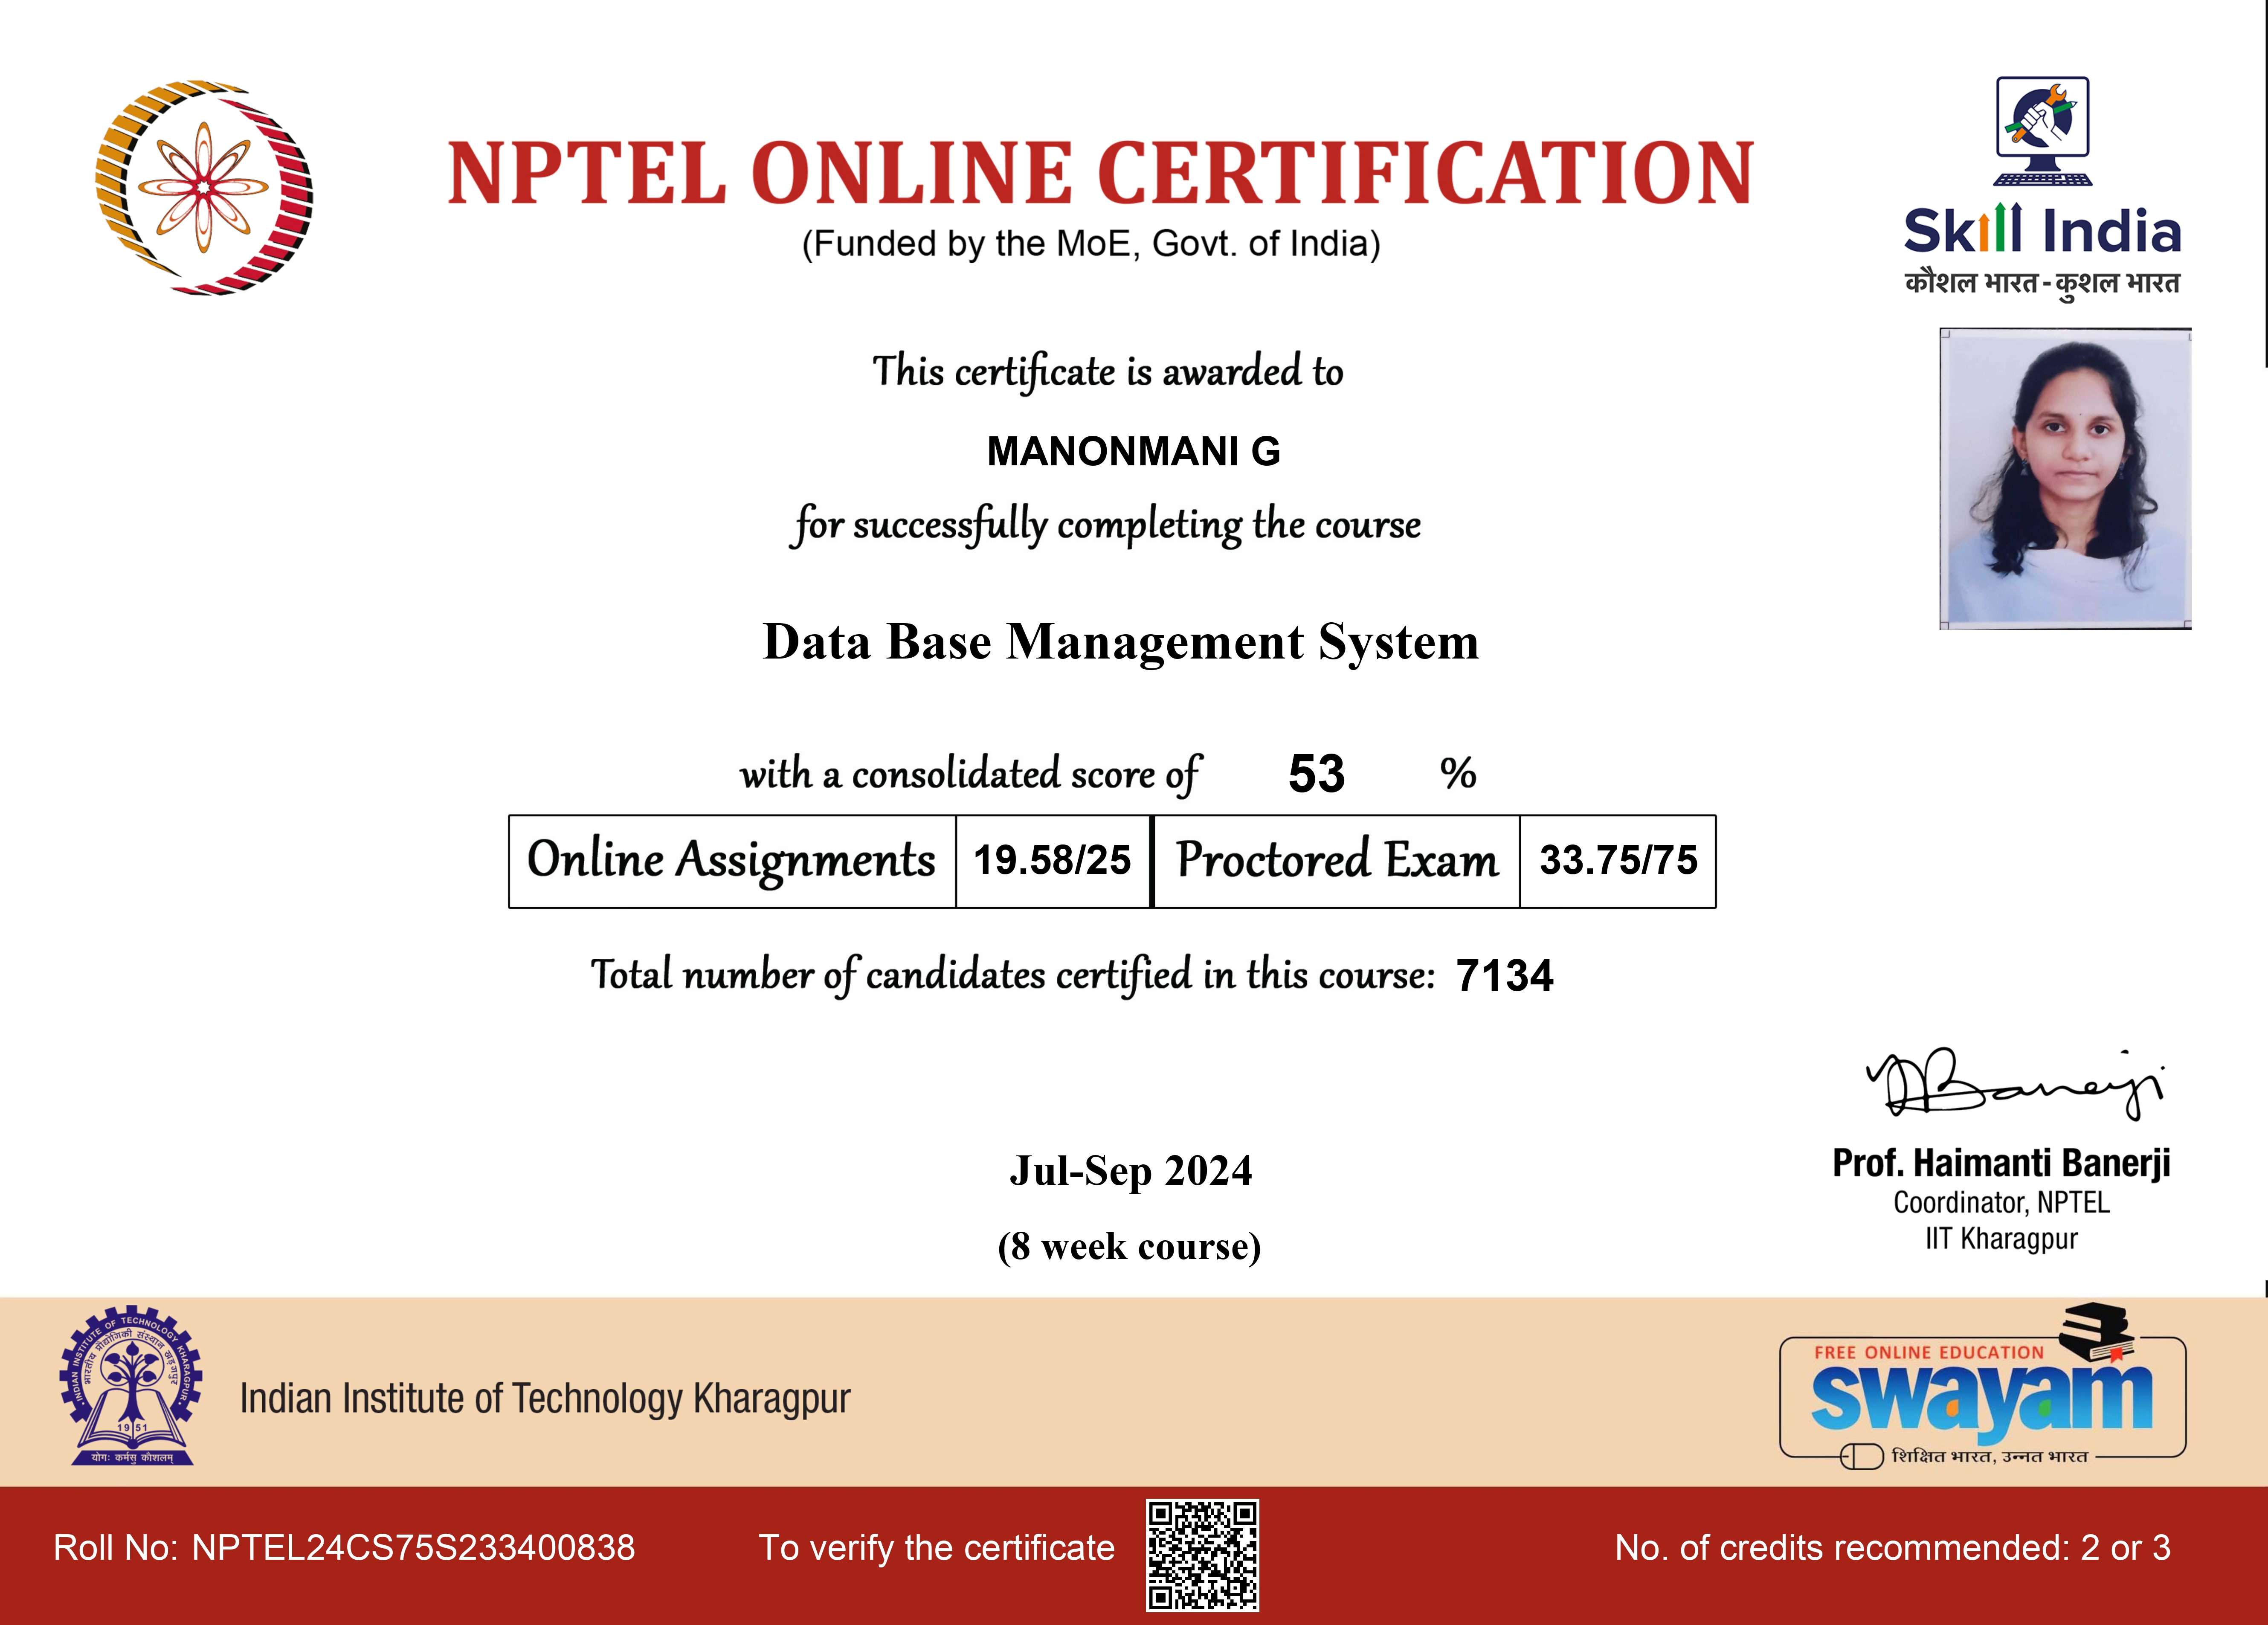 NPTEL ONLINE CERTIFICATION
(Funded by the MoE, Govt. of India)
Skill India
कौशल भारत - कुशल भारत
This certificate is awarded to
MANONMANI G
for successfully completing the course
Data Base Management System
with a consolidated score of 53 %
Online Assignments 19.58/25 Proctored Exam 33.75/75
Total number of candidates certified in this course: 7134
Jul-Sep 2024
(8 week course)
Banerji
Prof. Haimanti Banerji
Coordinator, NPTEL
IIT Kharagpur
INDIAN INSTITUTE OF TECHNOLOGY KHARAGPUR
भारतीय प्रौद्योगिकी संस्थान खड़गपुर
1951
योगः कर्मसु कौशलम्
Indian Institute of Technology Kharagpur
FREE ONLINE EDUCATION
swayam
शिक्षित भारत, उन्नत भारत
Roll No: NPTEL24CS75S233400838
To verify the certificate
No. of credits recommended: 2 or 3